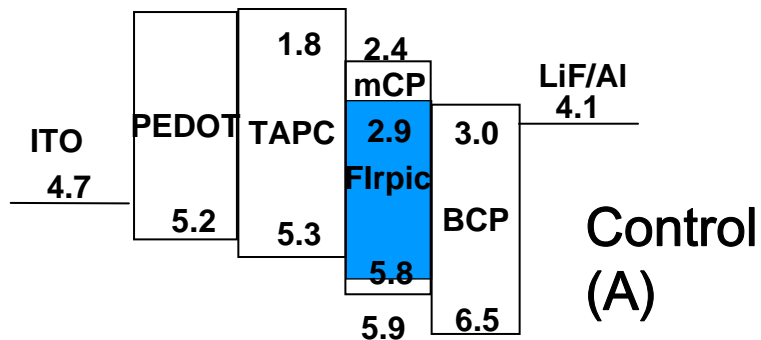 1.8
2.4
mCP
LiF/Al
4.1
PEDOT
TAPC
2.9
3.0
ITO
4.7
FIrpic
BCP
5.2
5.3
5.8
5.9
6.5
Control
(A)